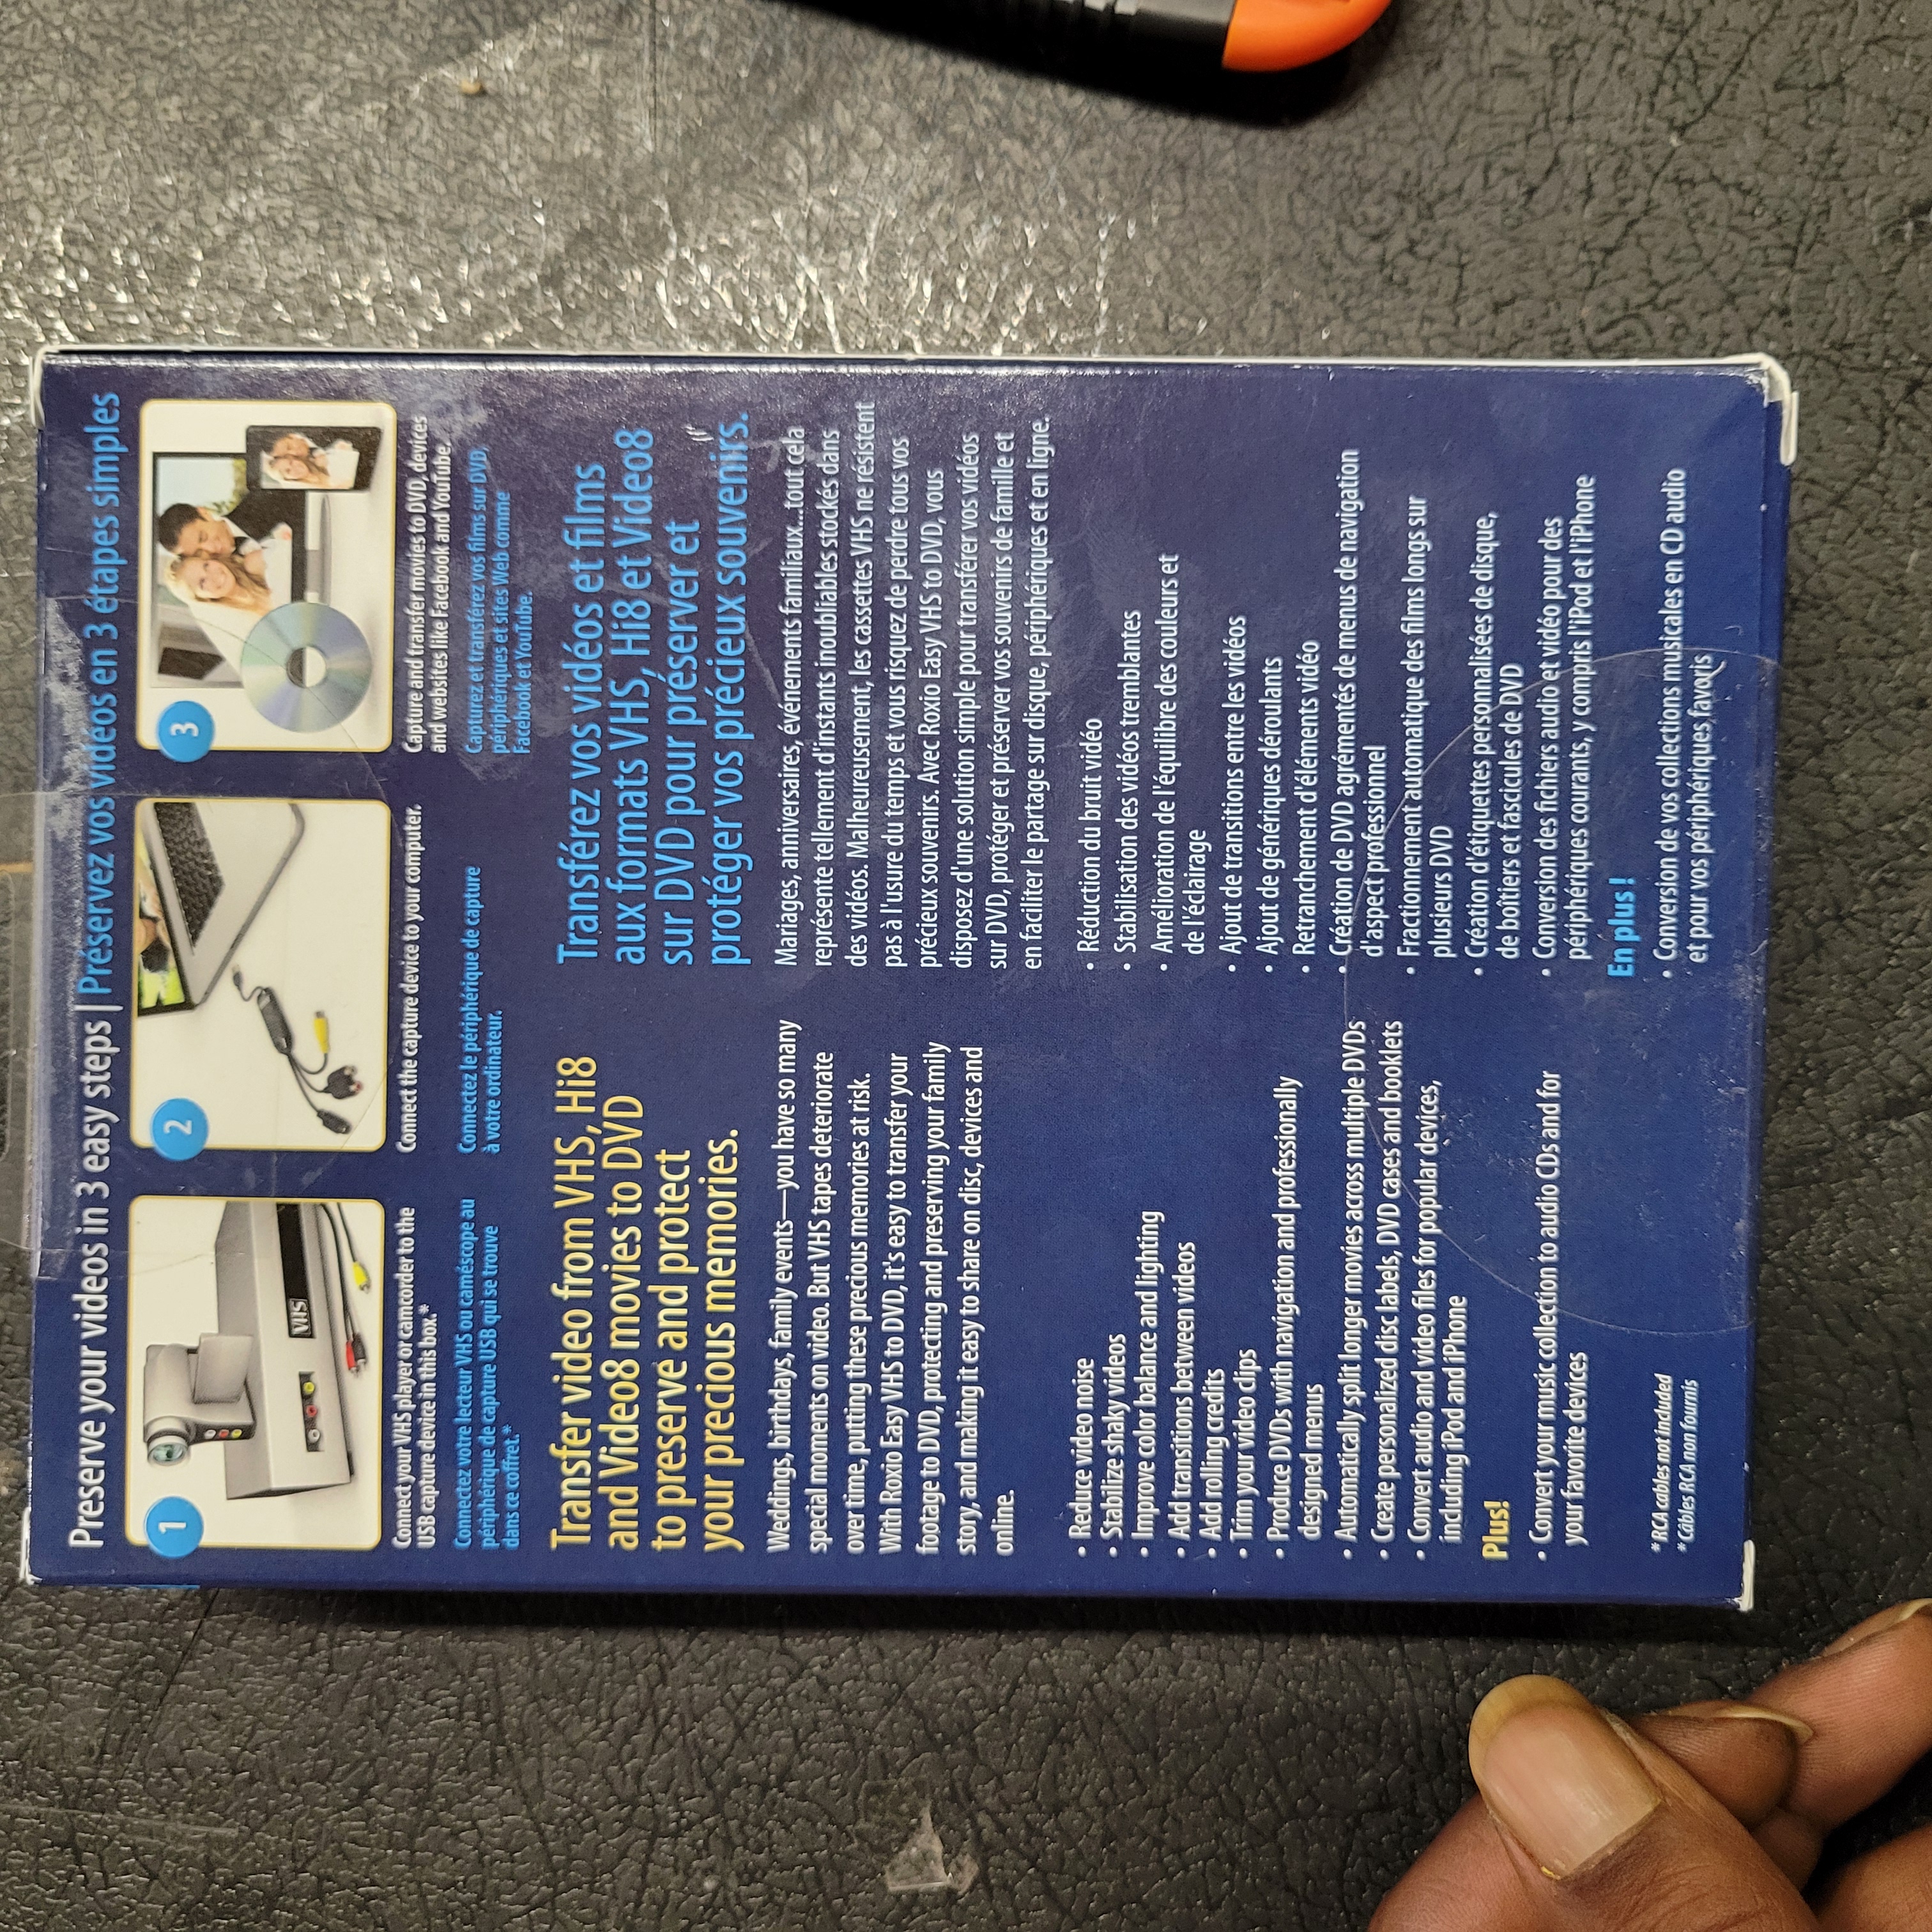 Preserve your videos in 3 easy steps | Préservez vos vidéos en 3 étapes simples
1
VHS
Connect your VHS player or camcorder to the
USB capture device in this box.*
Connectez votre lecteur VHS ou caméscope au
périphérique de capture USB qui se trouve
dans ce coffret.*
2
Connect the capture device to your computer.
Connectez le périphérique de capture
à votre ordinateur.
3
Capture and transfer movies to DVD, devices
and websites like Facebook and YouTube.
Capturez et transférez vos films sur DVD,
périphériques et sites Web comme
Facebook et YouTube.
Transfer video from VHS, Hi8
and Video8 movies to DVD
to preserve and protect
your precious memories.
Weddings, birthdays, family events—you have so many
special moments on video. But VHS tapes deteriorate
over time, putting these precious memories at risk.
With Roxio Easy VHS to DVD, it's easy to transfer your
footage to DVD, protecting and preserving your family
story, and making it easy to share on disc, devices and
online.
• Reduce video noise
• Stabilize shaky videos
• Improve color balance and lighting
• Add transitions between videos
• Add rolling credits
• Trim your video clips
• Produce DVDs with navigation and professionally
designed menus
• Automatically split longer movies across multiple DVDs
• Create personalized disc labels, DVD cases and booklets
• Convert audio and video files for popular devices,
including iPod and iPhone
Plus!
• Convert your music collection to audio CDs and for
your favorite devices
*RCA cables not included
*Câbles RCA non fournis
Transférez vos vidéos et films
aux formats VHS, Hi8 et Video8
sur DVD pour préserver et
protéger vos précieux souvenirs.
Mariages, anniversaires, événements familiaux...tout cela
représente tellement d'instants inoubliables stockés dans
des vidéos. Malheureusement, les cassettes VHS ne résistent
pas à l'usure du temps et vous risquez de perdre tous vos
précieux souvenirs. Avec Roxio Easy VHS to DVD, vous
disposez d'une solution simple pour transférer vos vidéos
sur DVD, protéger et préserver vos souvenirs de famille et
en faciliter le partage sur disque, périphériques et en ligne.
• Réduction du bruit vidéo
• Stabilisation des vidéos tremblantes
• Amélioration de l'équilibre des couleurs et
de l'éclairage
• Ajout de transitions entre les vidéos
• Ajout de génériques déroulants
• Retranchement d'éléments vidéo
• Création de DVD agrémentés de menus de navigation
d'aspect professionnel
• Fractionnement automatique des films longs sur
plusieurs DVD
• Création d'étiquettes personnalisées de disque,
de boîtiers et fascicules de DVD
• Conversion des fichiers audio et vidéo pour des
périphériques courants, y compris l'iPod et l'iPhone
En plus !
• Conversion de vos collections musicales en CD audio
et pour vos périphériques favoris